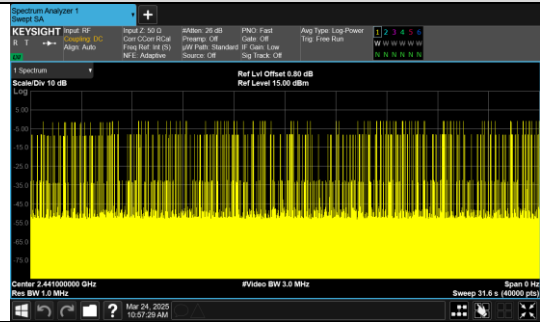 Spectrum Analyzer 1
Swept SA
KEYSIGHT Input: RF Input Z: 50 Ω #Atten: 26 dB PNO: Fast Avg Type: Log-Power 1 2 3 4 5 6
R T Coupling: DC Corr CCorr RCal Preamp: Off Gate: Off Trig: Free Run
Align: Auto Freq Ref: Int (S) µW Path: Standard IF Gain: Low W W W W W W
NFE: Adaptive Source: Off Sig Track: Off N N N N N N
1 Spectrum
Ref Lvl Offset 0.80 dB
Scale/Div 10 dB Ref Level 15.00 dBm
Log
5.00
-5.00
-15.0
-25.0
-35.0
-45.0
-55.0
-65.0
-75.0
Center 2.441000000 GHz #Video BW 3.0 MHz Span 0 Hz
Res BW 1.0 MHz Sweep 31.6 s (40000 pts)
? Mar 24, 2025
10:57:29 AM